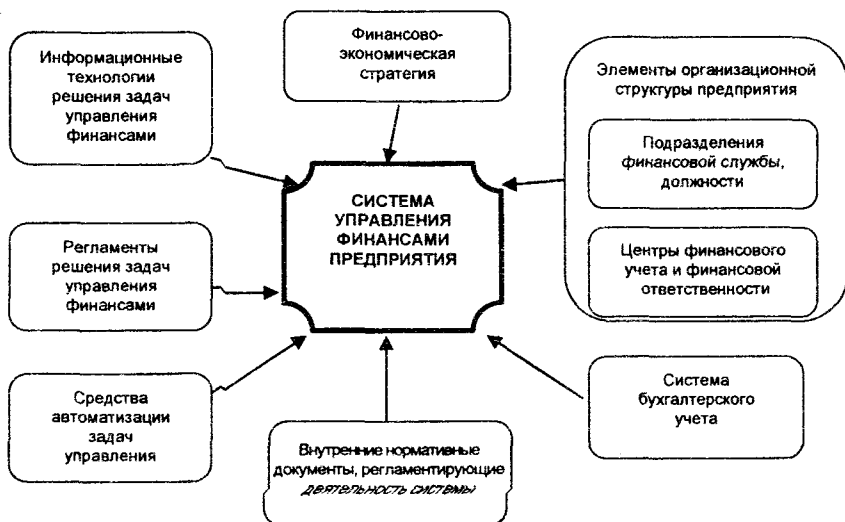 Информационные
технологии
решения задач
управления
финансами
Финансово-
экономическая
стратегия
Элементы организационной
структуры предприятия
Подразделения
финансовой службы,
должности
Центры финансового
учета и финансовой
ответственности
СИСТЕМА
УПРАВЛЕНИЯ
ФИНАНСАМИ
ПРЕДПРИЯТИЯ
Регламенты
решения задач
управления
финансами
Средства
автоматизации
задач
управления
Внутренние нормативные
документы, регламентирующие
деятельность системы
Система
бухгалтерского
учета